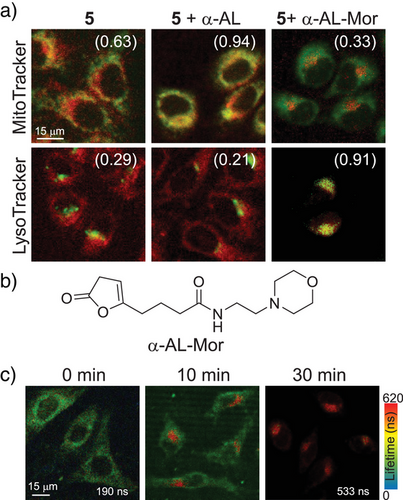 a)
5
5 + α-AL
5+ α-AL-Mor
MitoTracker
(0.63)
(0.94)
(0.33)
15 μm
LysoTracker
(0.29)
(0.21)
(0.91)
b)
O
O
O
N
H
N
O
α-AL-Mor
c)
0 min
10 min
30 min
15 μm
190 ns
533 ns
620
Lifetime (ns)
0